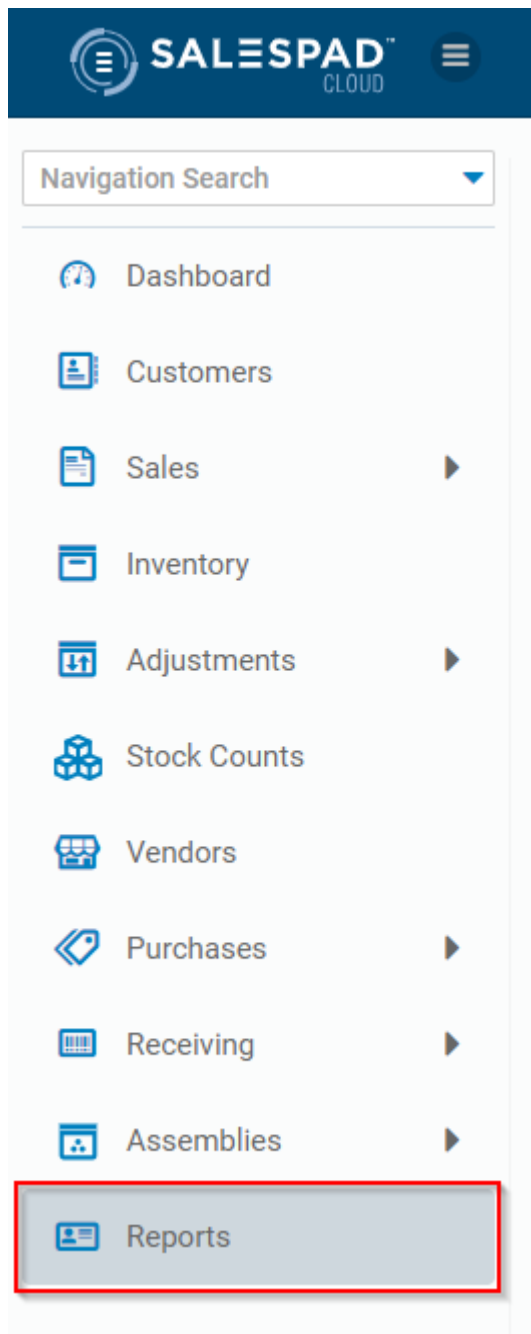 SALESPAD™
CLOUD
Navigation Search
Dashboard
Customers
Sales
Inventory
Adjustments
Stock Counts
Vendors
Purchases
Receiving
Assemblies
Reports